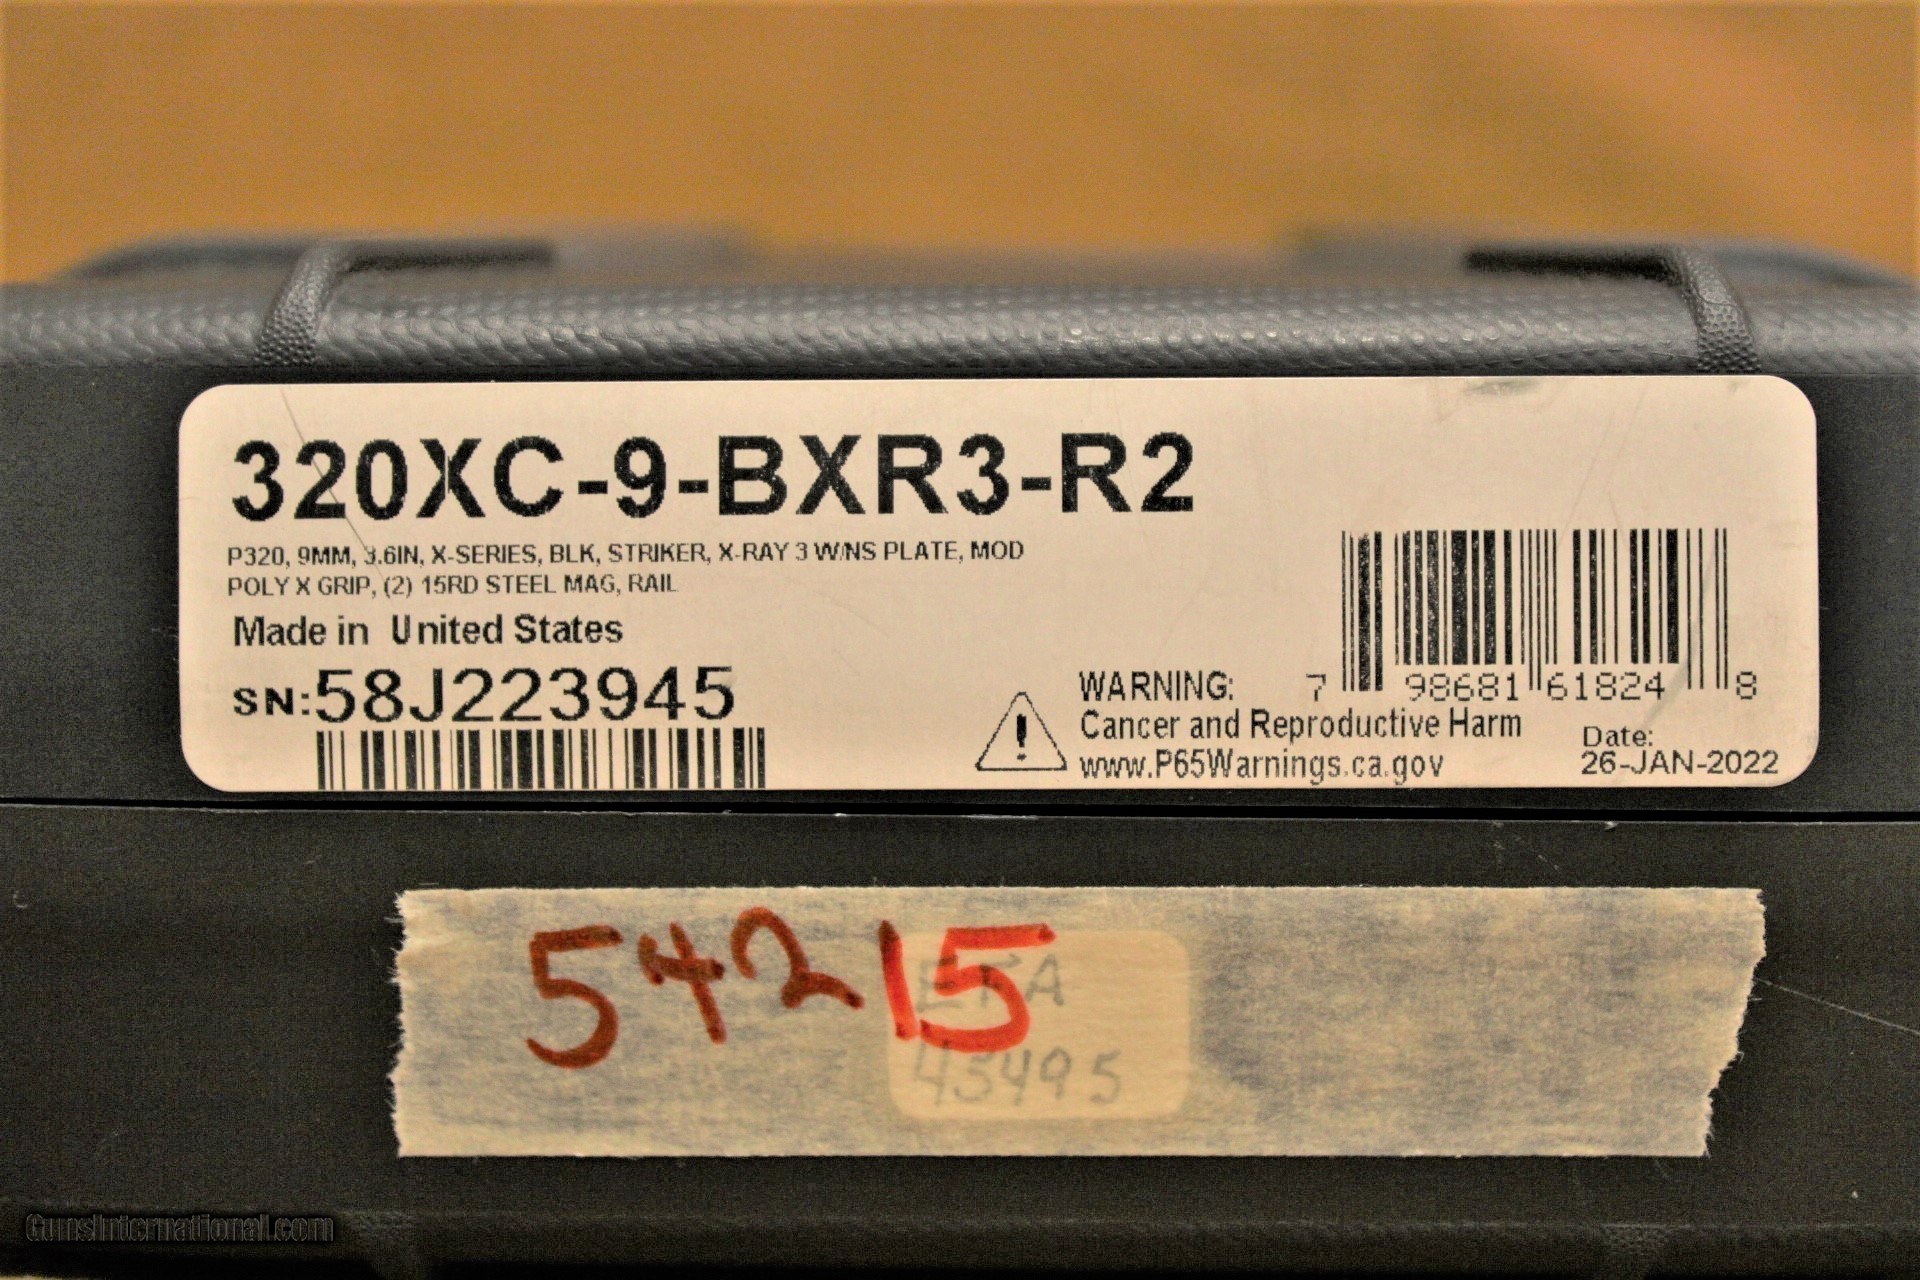 320XC-9-BXR3-R2
P320, 9MM, 3.6IN, X-SERIES, BLK, STRIKER, X-RAY 3 W/NS PLATE, MOD
POLY X GRIP, (2) 15RD STEEL MAG, RAIL
Made in United States
SN:58J223945
7 98681 61824 8
WARNING:
Cancer and Reproductive Harm
www.P65Warnings.ca.gov
Date:
26-JAN-2022
54215
43495
GunsInternational.com